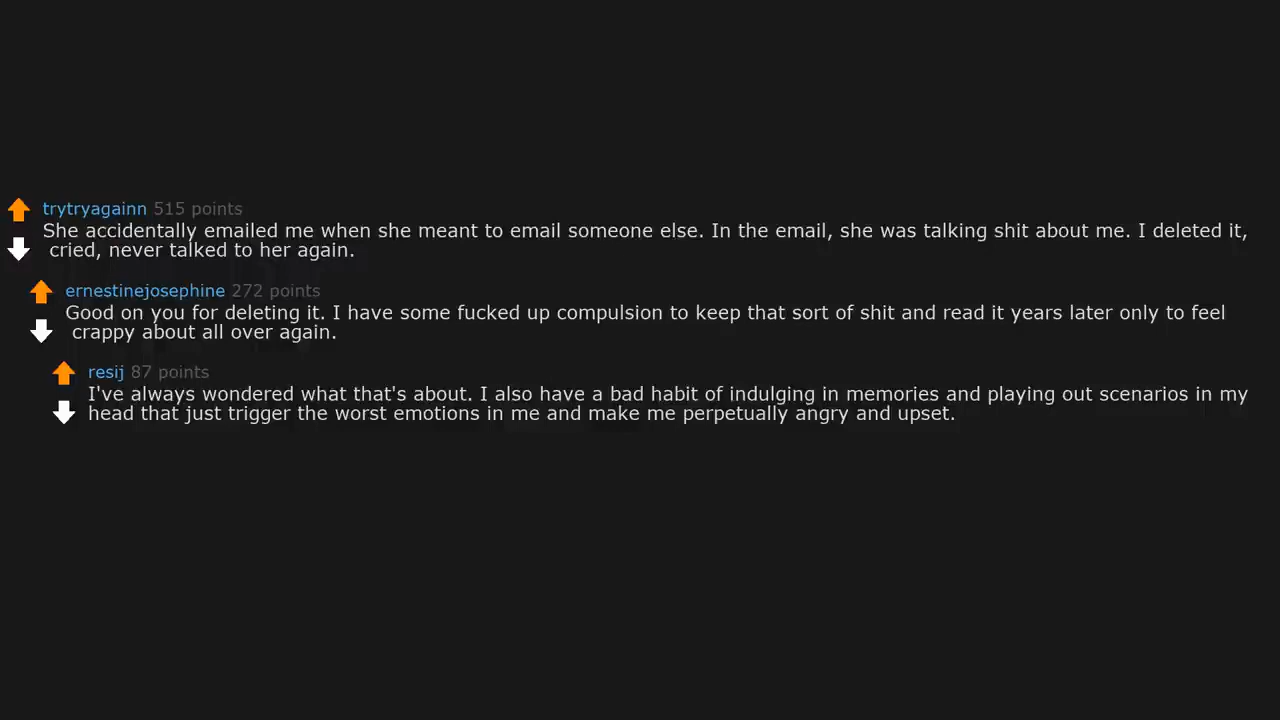 trytryagainn 515 points
She accidentally emailed me when she meant to email someone else. In the email, she was talking shit about me. I deleted it,
cried, never talked to her again.
ernestinejosephine 272 points
Good on you for deleting it. I have some fucked up compulsion to keep that sort of shit and read it years later only to feel
crappy about all over again.
resij 87 points
I've always wondered what that's about. I also have a bad habit of indulging in memories and playing out scenarios in my
head that just trigger the worst emotions in me and make me perpetually angry and upset.